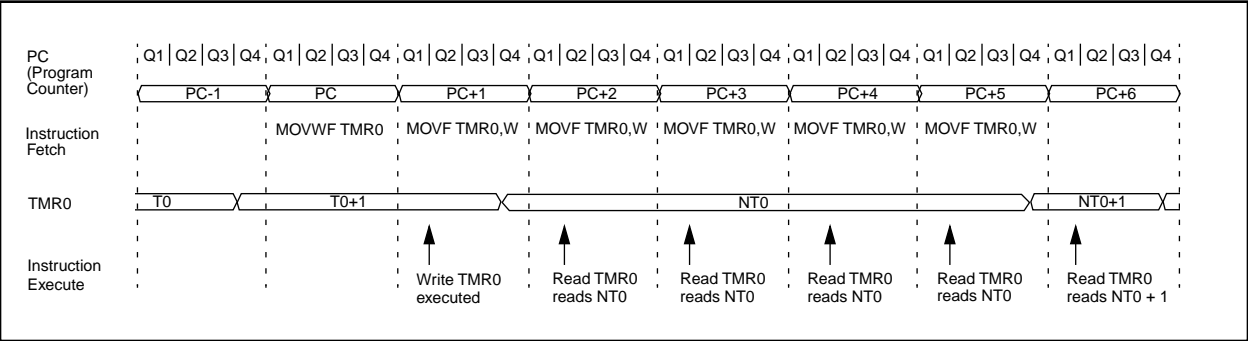 PC
(Program
Counter)
Q1 Q2 Q3 Q4 Q1 Q2 Q3 Q4 Q1 Q2 Q3 Q4 Q1 Q2 Q3 Q4 Q1 Q2 Q3 Q4 Q1 Q2 Q3 Q4 Q1 Q2 Q3 Q4 Q1 Q2 Q3 Q4
PC-1 PC PC+1 PC+2 PC+3 PC+4 PC+5 PC+6
Instruction
Fetch
MOVWF TMR0 MOVF TMR0,W MOVF TMR0,W MOVF TMR0,W MOVF TMR0,W MOVF TMR0,W
TMR0 T0 T0+1 NT0 NT0+1
Instruction
Execute
Write TMR0
executed
Read TMR0
reads NT0
Read TMR0
reads NT0
Read TMR0
reads NT0
Read TMR0
reads NT0
Read TMR0
reads NT0 + 1